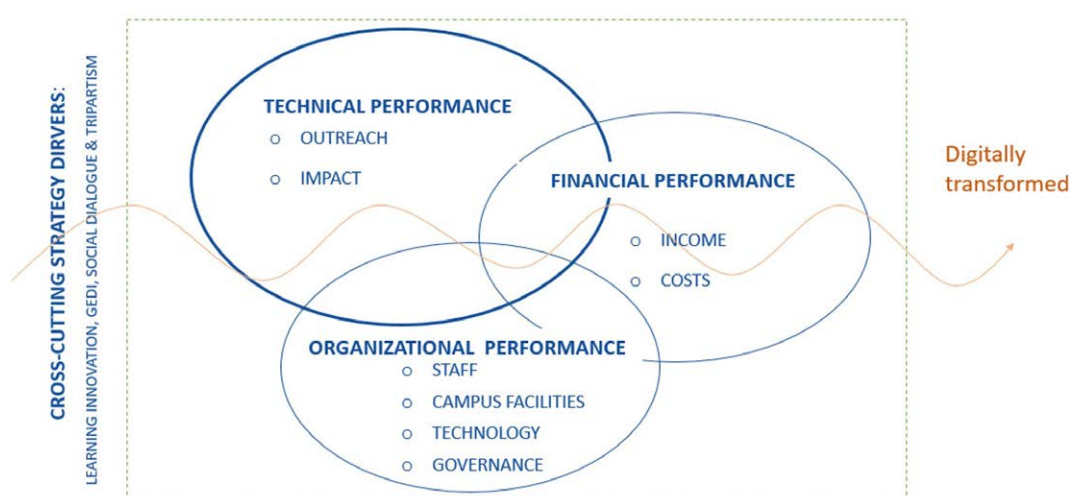 CROSS-CUTTING STRATEGY DIRVERS:
LEARNING INNOVATION, GEDI, SOCIAL DIALOGUE & TRIPARTISM
TECHNICAL PERFORMANCE
○ OUTREACH
○ IMPACT
FINANCIAL PERFORMANCE
○ INCOME
○ COSTS
ORGANIZATIONAL PERFORMANCE
○ STAFF
○ CAMPUS FACILITIES
○ TECHNOLOGY
○ GOVERNANCE
Digitally
transformed